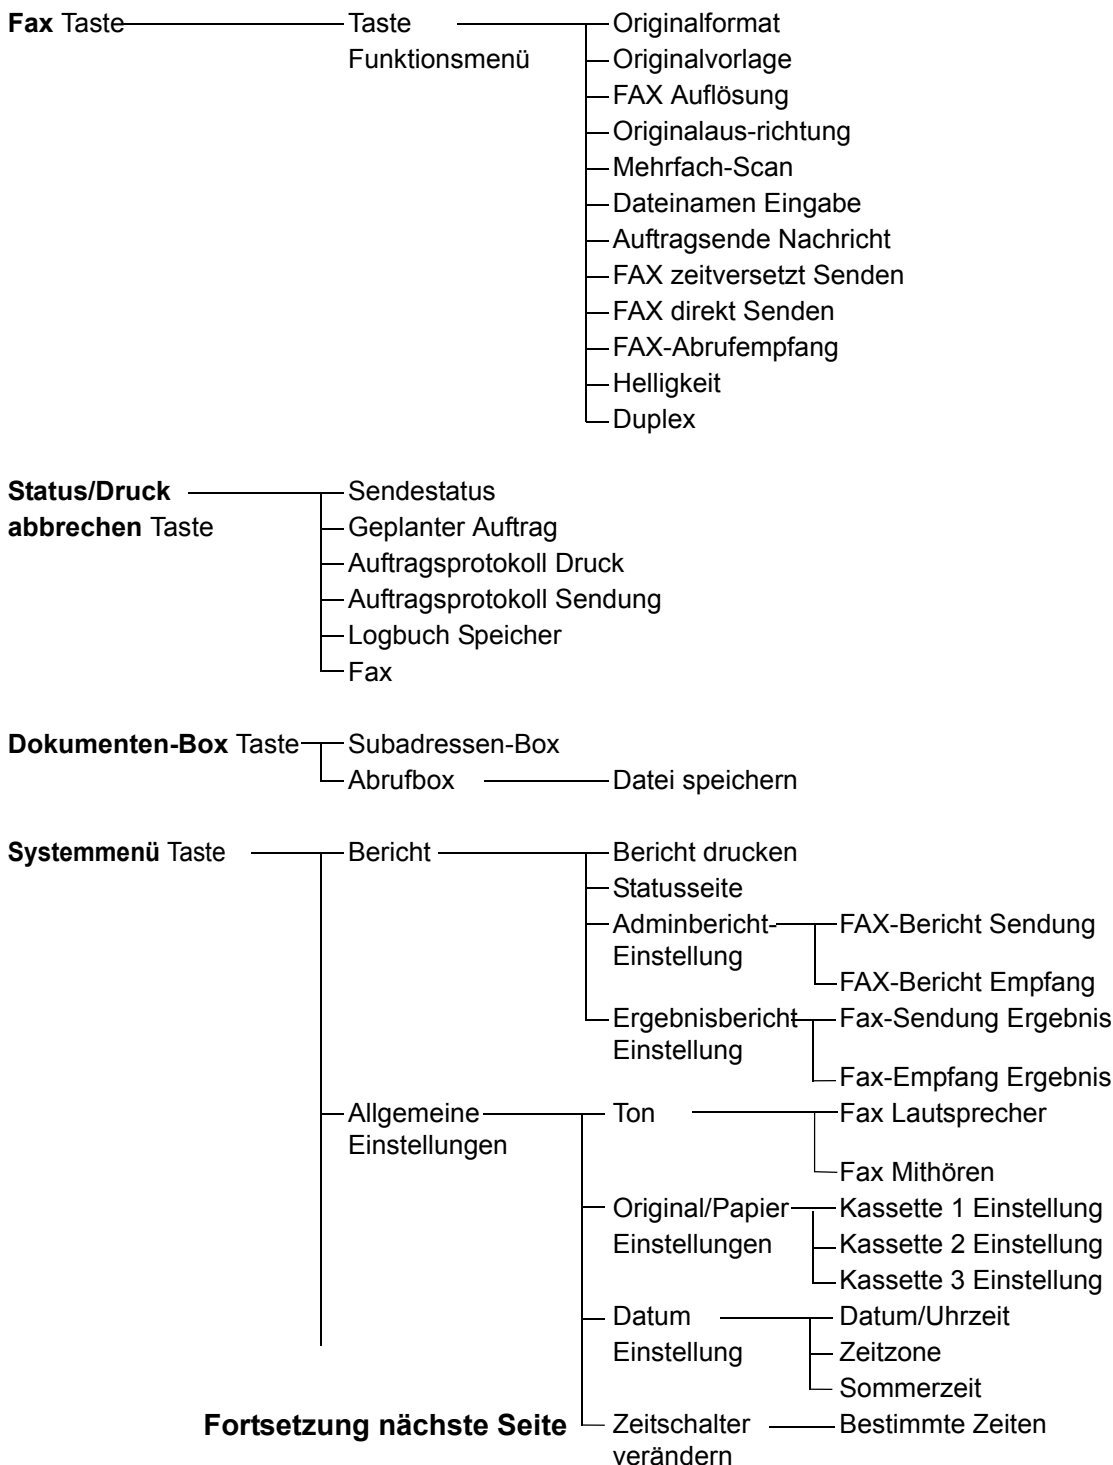 Fax Taste Taste Originalformat
Funktionsmenü Originalvorlage
FAX Auflösung
Originalaus-richtung
Mehrfach-Scan
Dateinamen Eingabe
Auftragsende Nachricht
FAX zeitversetzt Senden
FAX direkt Senden
FAX-Abrufempfang
Helligkeit
Duplex
Status/Druck Sendestatus
abbrechen Taste Geplanter Auftrag
Auftragsprotokoll Druck
Auftragsprotokoll Sendung
Logbuch Speicher
Fax
Dokumenten-Box Taste Subadressen-Box
Abrufbox Datei speichern
Systemmenü Taste Bericht Bericht drucken
Statusseite
Adminbericht- FAX-Bericht Sendung
Einstellung
FAX-Bericht Empfang
Ergebnisbericht Fax-Sendung Ergebnis
Einstellung
Fax-Empfang Ergebnis
Allgemeine Ton Fax Lautsprecher
Einstellungen
Fax Mithören
Original/Papier Kassette 1 Einstellung
Einstellungen Kassette 2 Einstellung
Kassette 3 Einstellung
Datum Datum/Uhrzeit
Einstellung Zeitzone
Sommerzeit
Fortsetzung nächste Seite Zeitschalter Bestimmte Zeiten
verändern